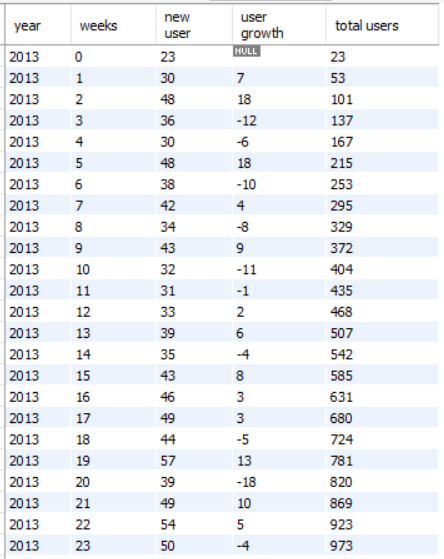 year weeks new user user growth total users
2013 0 23 NULL 23
2013 1 30 7 53
2013 2 48 18 101
2013 3 36 -12 137
2013 4 30 -6 167
2013 5 48 18 215
2013 6 38 -10 253
2013 7 42 4 295
2013 8 34 -8 329
2013 9 43 9 372
2013 10 32 -11 404
2013 11 31 -1 435
2013 12 33 2 468
2013 13 39 6 507
2013 14 35 -4 542
2013 15 43 8 585
2013 16 46 3 631
2013 17 49 3 680
2013 18 44 -5 724
2013 19 57 13 781
2013 20 39 -18 820
2013 21 49 10 869
2013 22 54 5 923
2013 23 50 -4 973